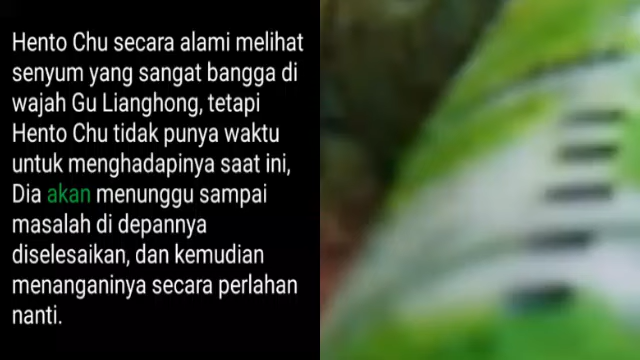 Hento Chu secara alami melihat
senyum yang sangat bangga di
wajah Gu Lianghong, tetapi
Hento Chu tidak punya waktu
untuk menghadapinya saat ini,
Dia akan menunggu sampai
masalah di depannya
diselesaikan, dan kemudian
menanganinya secara perlahan
nanti.